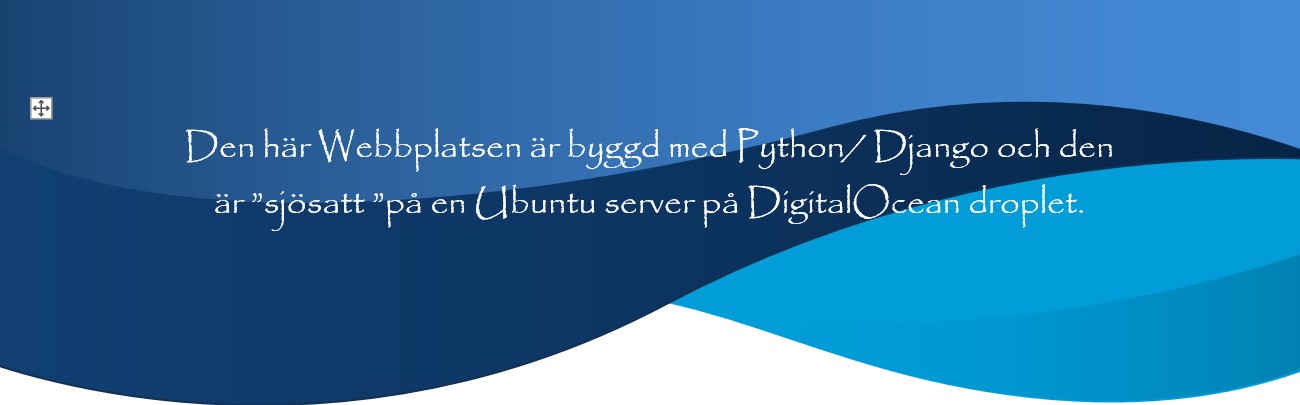 Den här Webbplatsen är byggd med Python/ Django och den
är ”sjösatt ”på en Ubuntu server på DigitalOcean droplet.